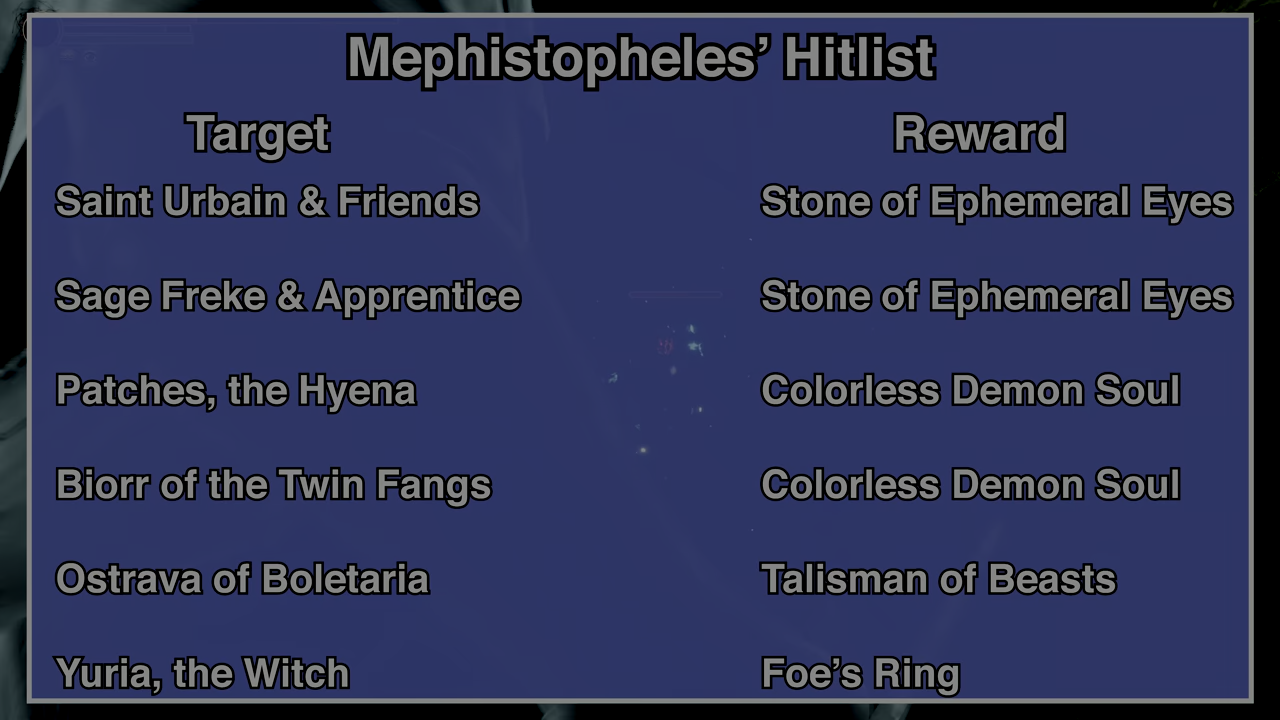 Mephistopheles’ Hitlist
Target Reward
Saint Urbain & Friends Stone of Ephemeral Eyes
Sage Freke & Apprentice Stone of Ephemeral Eyes
Patches, the Hyena Colorless Demon Soul
Biorr of the Twin Fangs Colorless Demon Soul
Ostrava of Boletaria Talisman of Beasts
Yuria, the Witch Foe’s Ring